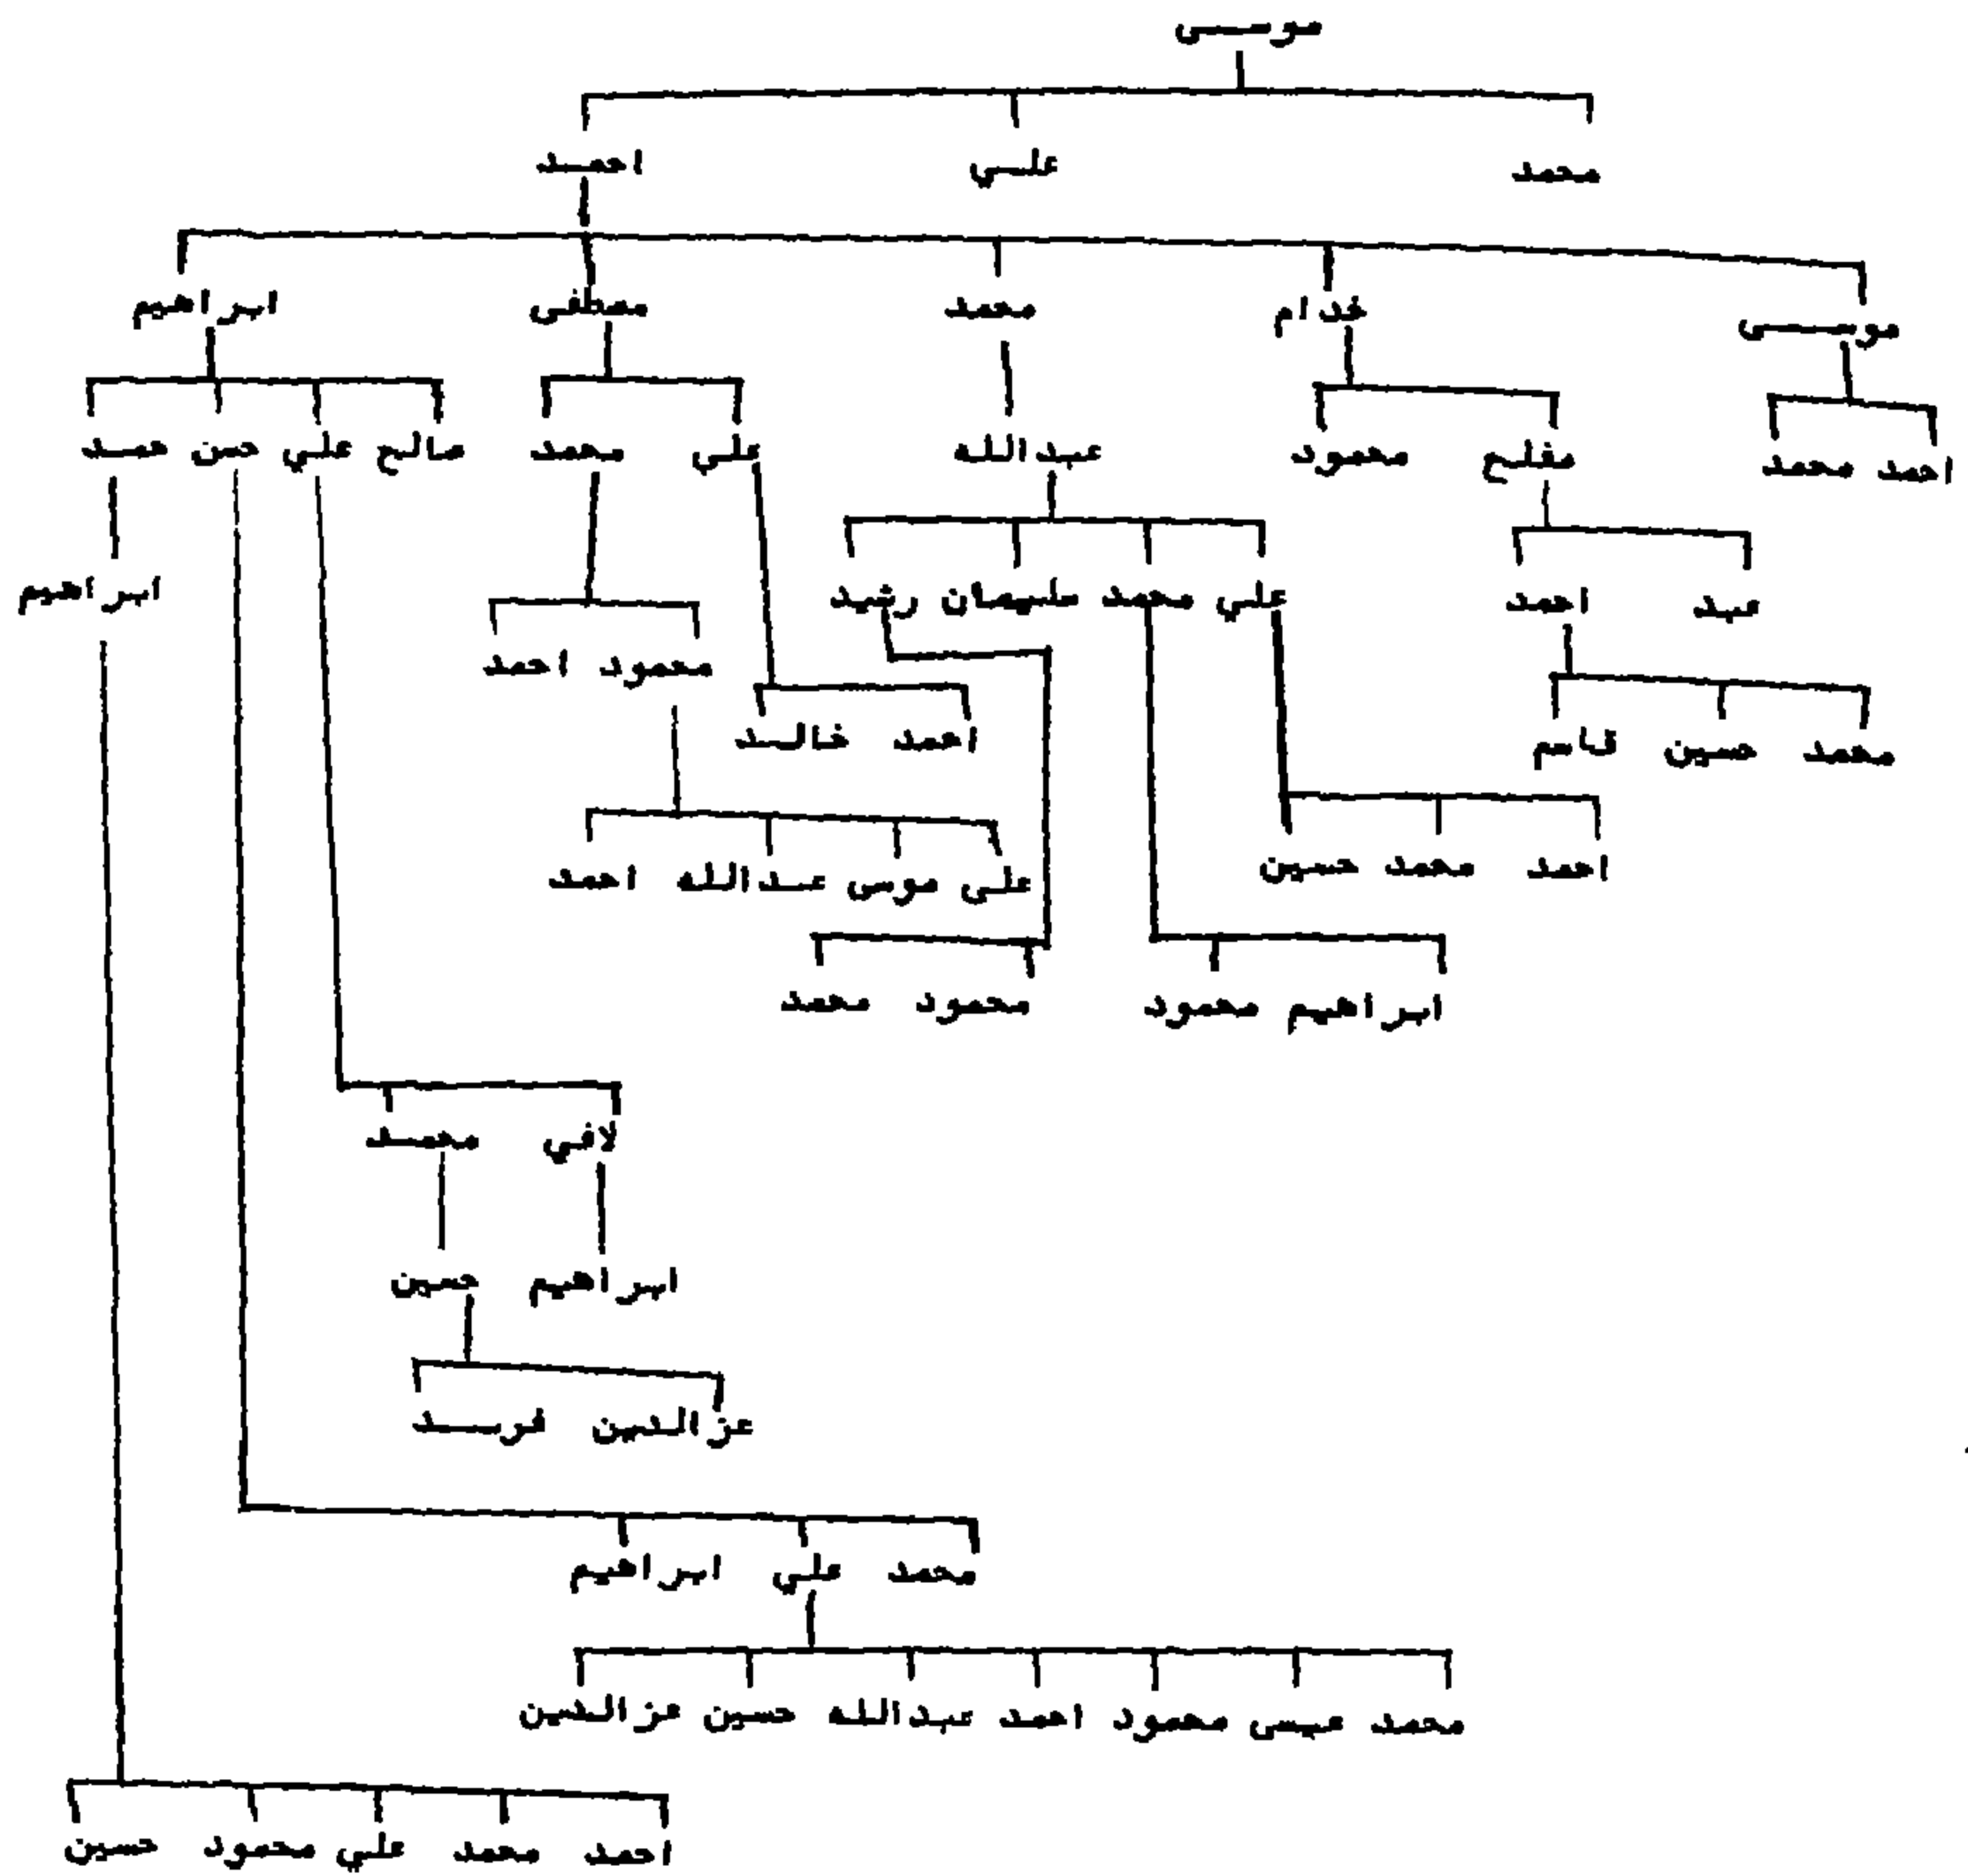 موسى
محمد علي احمد
موسى خدام محمد مصطفى ابراهيم
احمد محمد مفلح محمود عبدالله علي محمد صالح علي حسن حمد
عيد احمد علي محمد سليمان رشيد ابراهيم
محمود احمد
محمد حسين قاسم احمد خالد
احمد محمد حسين علي موسى عبدالله احمد
ابراهيم محمود محمود محمد
لافي محمد
ابراهيم حسين
عزالدين فريد
محمد علي ابراهيم
محمد عيسى محمود احمد عبدالله حسين عزالدين
احمد محمد علي محمود حسين